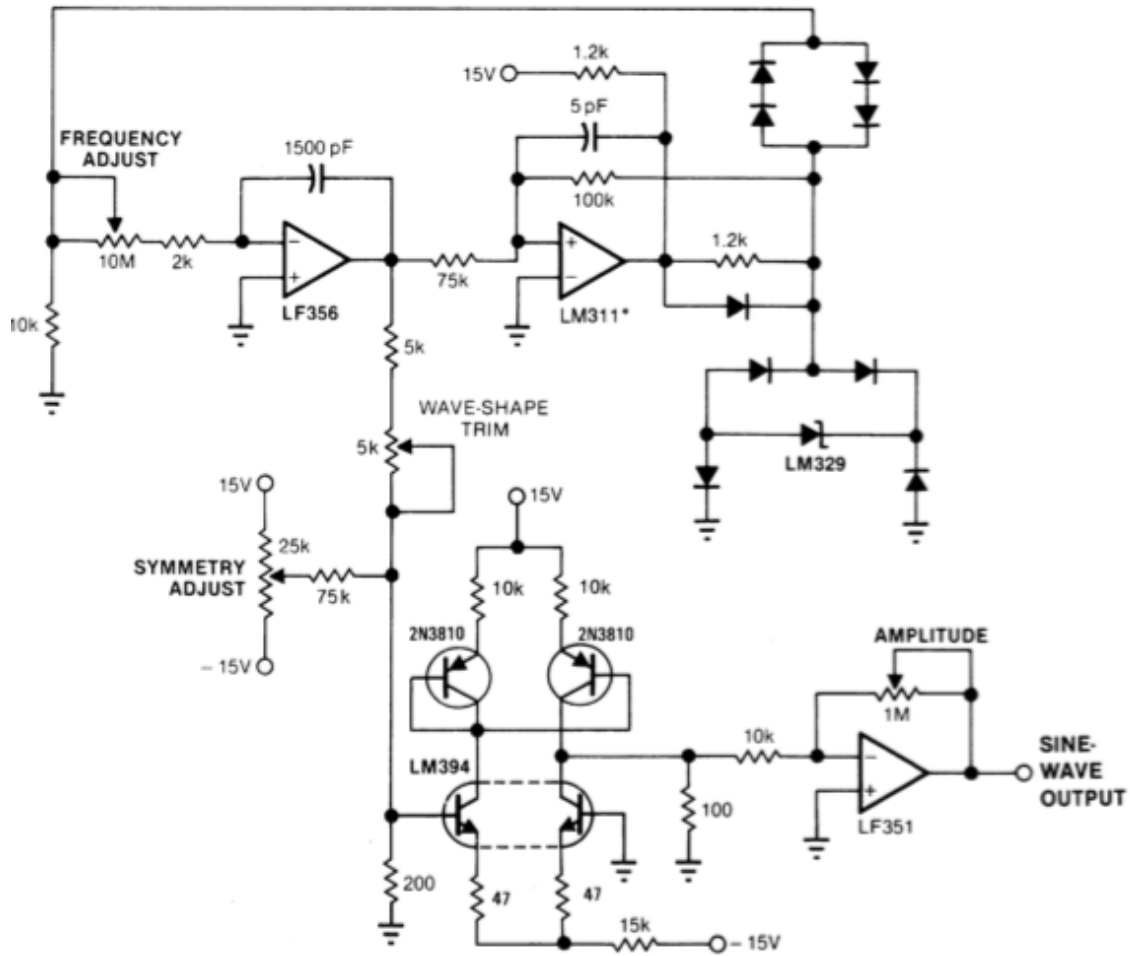 1.2k
15V
5 pF
FREQUENCY
ADJUST
1500 pF
100k
10M
2k
LF356
75k
LM311*
1.2k
10k
5k
WAVE-SHAPE
TRIM
5k
LM329
15V
25k
SYMMETRY
ADJUST
75k
– 15V
15V
10k
10k
2N3810
2N3810
AMPLITUDE
1M
LM394
10k
SINE-
WAVE
OUTPUT
100
LF351
200
47
47
15k
– 15V